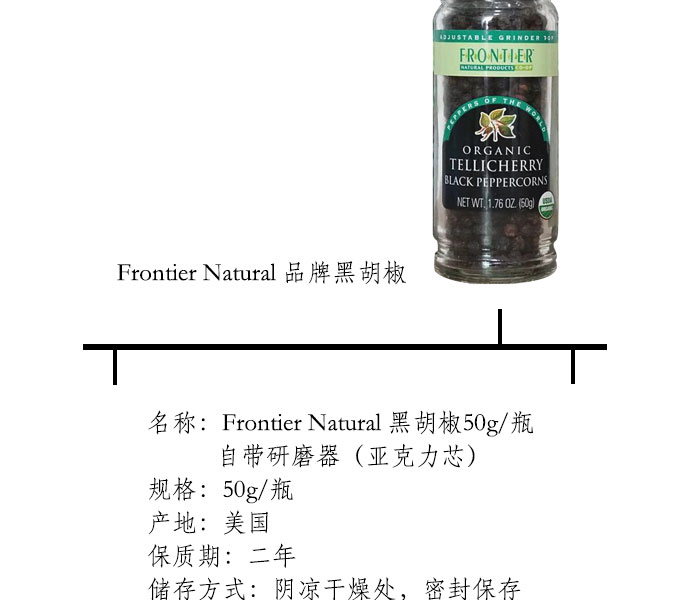 ADJUSTABLE GRINDER TOP
FRONTIER
NATURAL PRODUCTS CO-OP
PEPPERS OF THE WORLD
ORGANIC
TELLICHERRY
BLACK PEPPERCORNS
NET WT. 1.76 OZ. (50g)
USDA
ORGANIC
Frontier Natural 品牌黑胡椒
名称：Frontier Natural 黑胡椒50g/瓶
自带研磨器（亚克力芯）
规格：50g/瓶
产地：美国
保质期：二年
储存方式：阴凉干燥处，密封保存